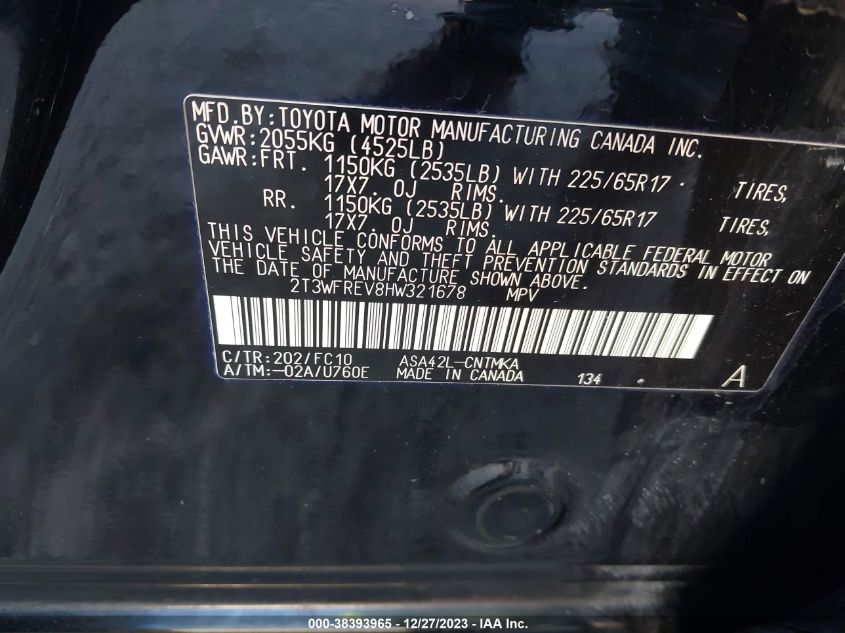 MFD.BY:TOYOTA MOTOR MANUFACTURING CANADA INC.
GVWR:2055KG (4525LB)
GAWR:FRT. 1150KG (2535LB) WITH 225/65R17 TIRES,
17X7. 0J RIMS.
RR. 1150KG (2535LB) WITH 225/65R17 TIRES,
17X7. 0J RIMS.
THIS VEHICLE CONFORMS TO ALL APPLICABLE FEDERAL MOTOR
VEHICLE SAFETY AND THEFT PREVENTION STANDARDS IN EFFECT ON
THE DATE OF MANUFACTURE SHOWN ABOVE.
2T3WFREV8HW321678 MPV
C/TR:202/FC10 ASA42L-CNTMKA
A/TM:-02A/U760E MADE IN CANADA 134 A
000-38393965 - 12/27/2023 - IAA Inc.